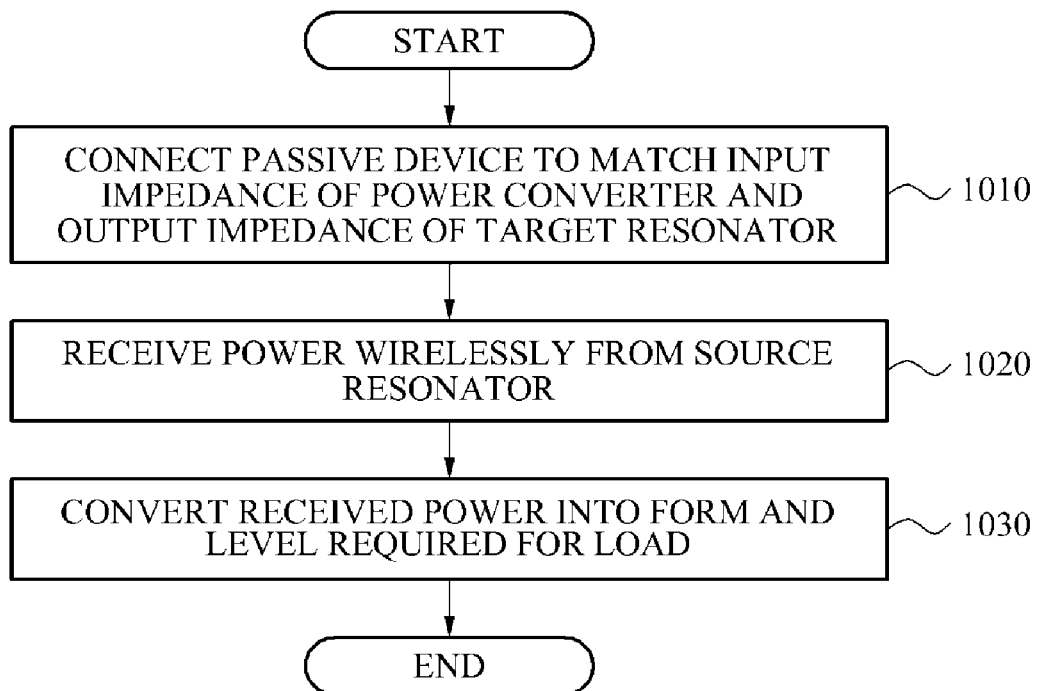 START
CONNECT PASSIVE DEVICE TO MATCH INPUT
IMPEDANCE OF POWER CONVERTER AND
OUTPUT IMPEDANCE OF TARGET RESONATOR
1010
RECEIVE POWER WIRELESSLY FROM SOURCE
RESONATOR
1020
CONVERT RECEIVED POWER INTO FORM AND
LEVEL REQUIRED FOR LOAD
1030
END